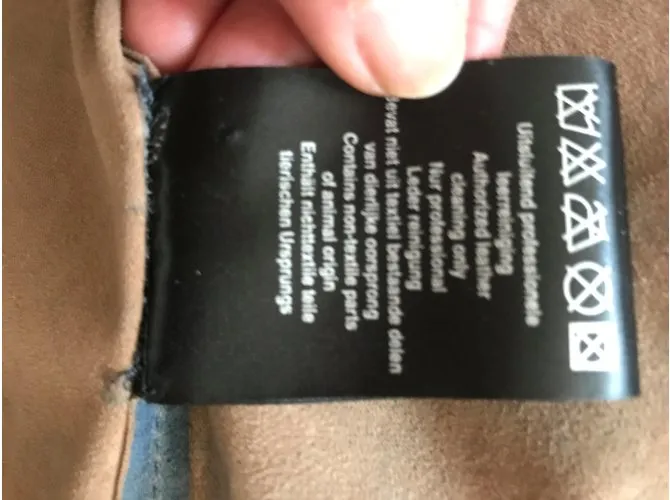 Uitsluitend professionele
leerreiniging
Authorized leather
cleaning only
Nur professional
Leder reinigung
Bevat niet uit textiel bestaande delen
van dierlijke oorsprong
Contains non-textile parts
of animal origin
Enthält nichttextile teile
tierischen Ursprungs